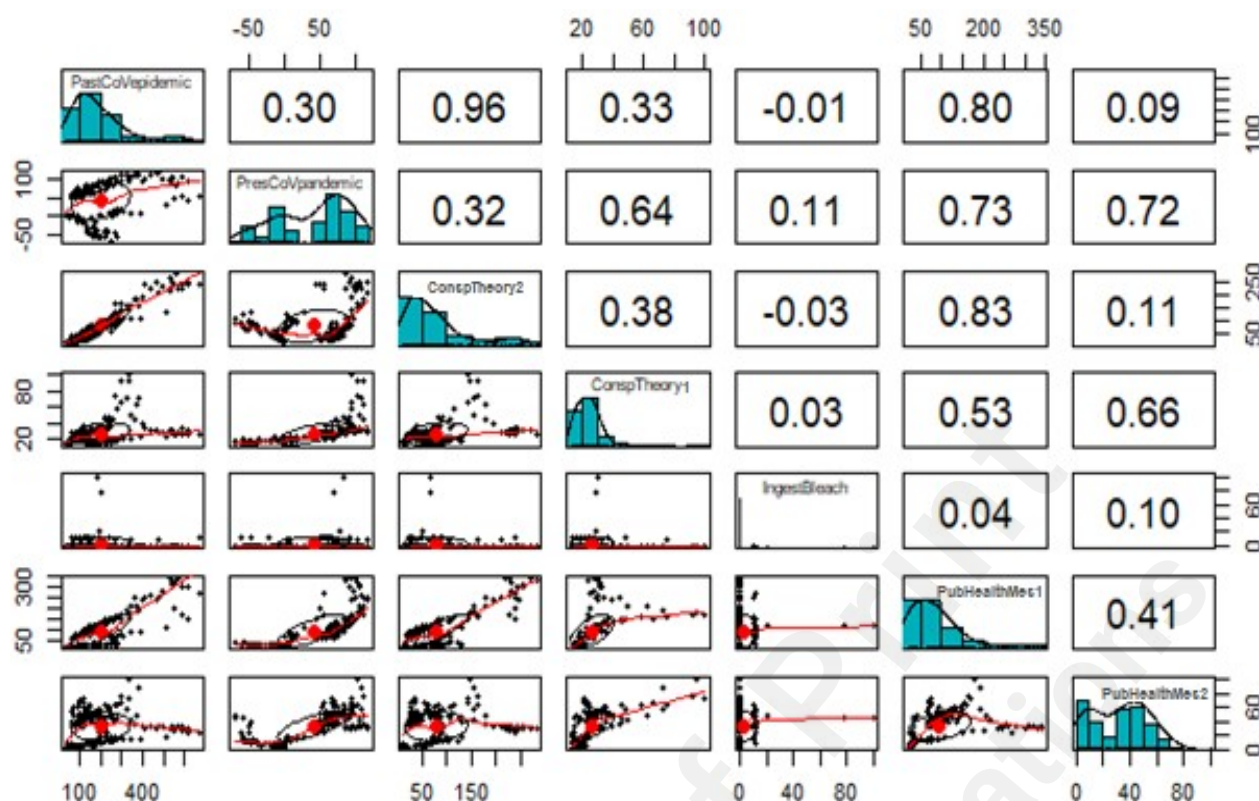 -50 50 20 60 100 50 150 250 350
PastCoVepidemic 0.30 0.96 0.33 -0.01 0.80 0.09 100
-50 100 PresCoVpandemic 0.32 0.64 0.11 0.73 0.72
ConspTheory2 0.38 -0.03 0.83 0.11 50 250
20 80 ConspTheory1 0.03 0.53 0.66
IngestBleach 0.04 0.10 0 60
50 300 PubHealthMes1 0.41
PubHealthMes2 0 60
100 400 50 150 0 40 80 0 40 80
f Print
ations